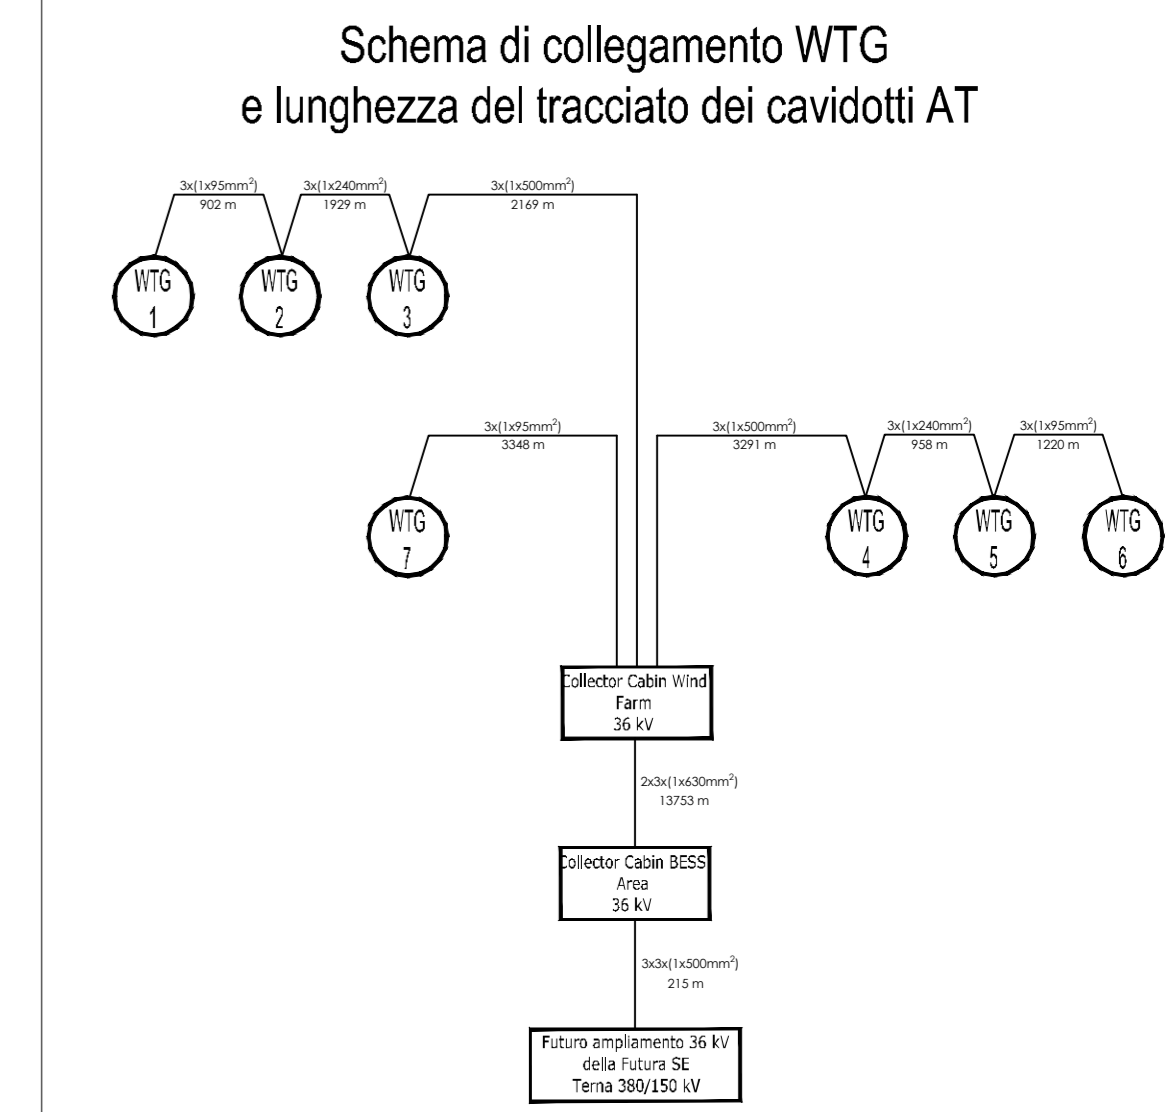 Schema di collegamento WTG
e lunghezza del tracciato dei cavidotti AT
3x(1x95mm²)
902 m
3x(1x240mm²)
1929 m
3x(1x500mm²)
2169 m
WTG
1
WTG
2
WTG
3
3x(1x95mm²)
3348 m
3x(1x500mm²)
3291 m
3x(1x240mm²)
958 m
3x(1x95mm²)
1220 m
WTG
7
WTG
4
WTG
5
WTG
6
Collector Cabin Wind
Farm
36 kV
2x3x(1x630mm²)
13753 m
Collector Cabin BESS
Area
36 kV
3x3x(1x500mm²)
215 m
Futuro ampliamento 36 kV
della Futura SE
Terna 380/150 kV